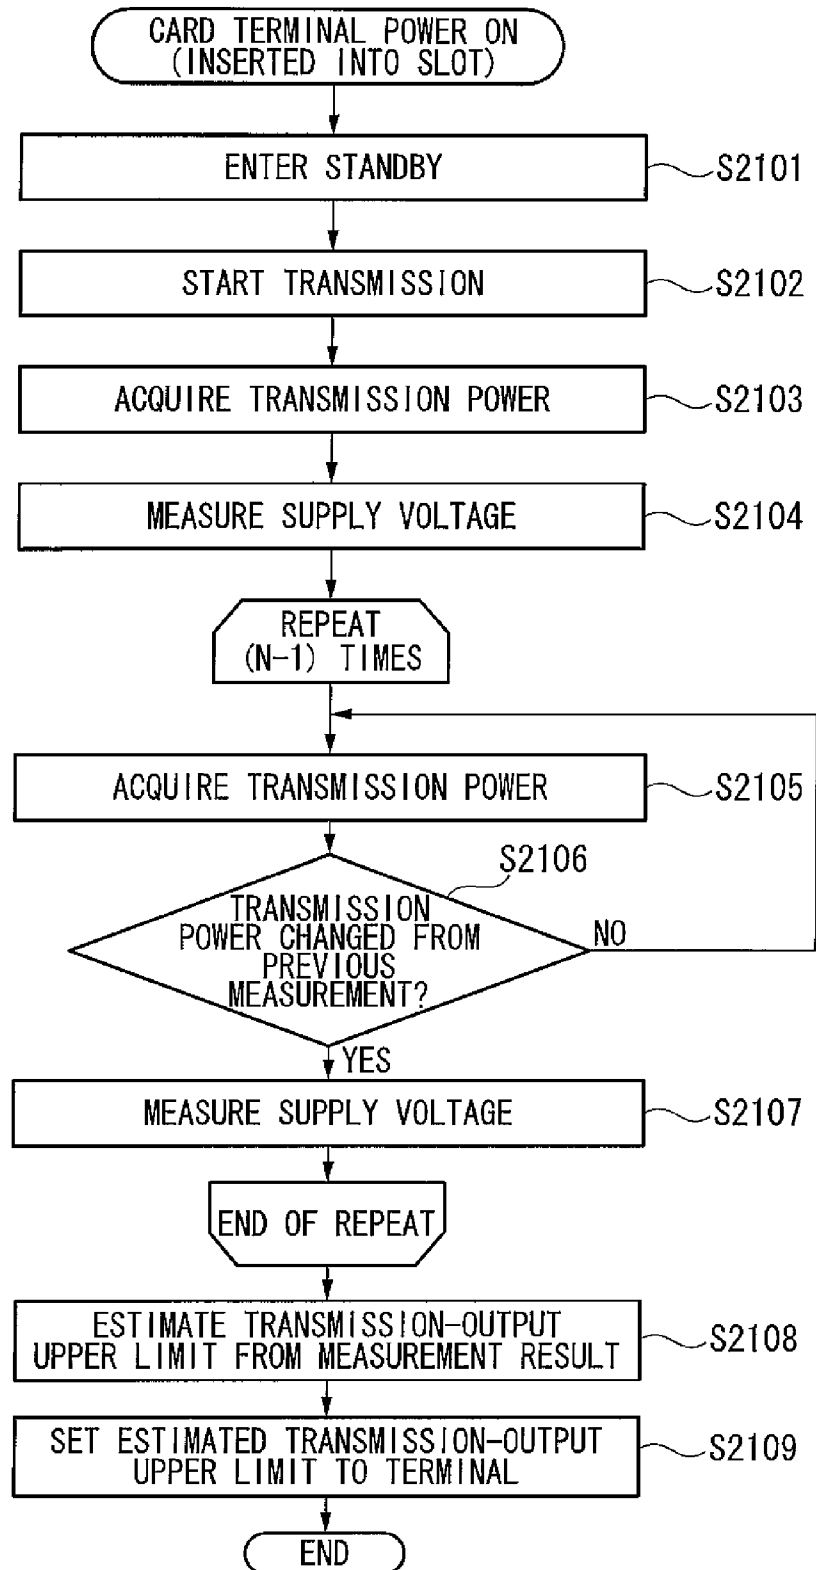 CARD TERMINAL POWER ON
(INSERTED INTO SLOT)
ENTER STANDBY
S2101
START TRANSMISSION
S2102
ACQUIRE TRANSMISSION POWER
S2103
MEASURE SUPPLY VOLTAGE
S2104
REPEAT
(N-1) TIMES
ACQUIRE TRANSMISSION POWER
S2105
S2106
TRANSMISSION
POWER CHANGED FROM
PREVIOUS
MEASUREMENT?
NO
YES
MEASURE SUPPLY VOLTAGE
S2107
END OF REPEAT
ESTIMATE TRANSMISSION-OUTPUT
UPPER LIMIT FROM MEASUREMENT RESULT
S2108
SET ESTIMATED TRANSMISSION-OUTPUT
UPPER LIMIT TO TERMINAL
S2109
END